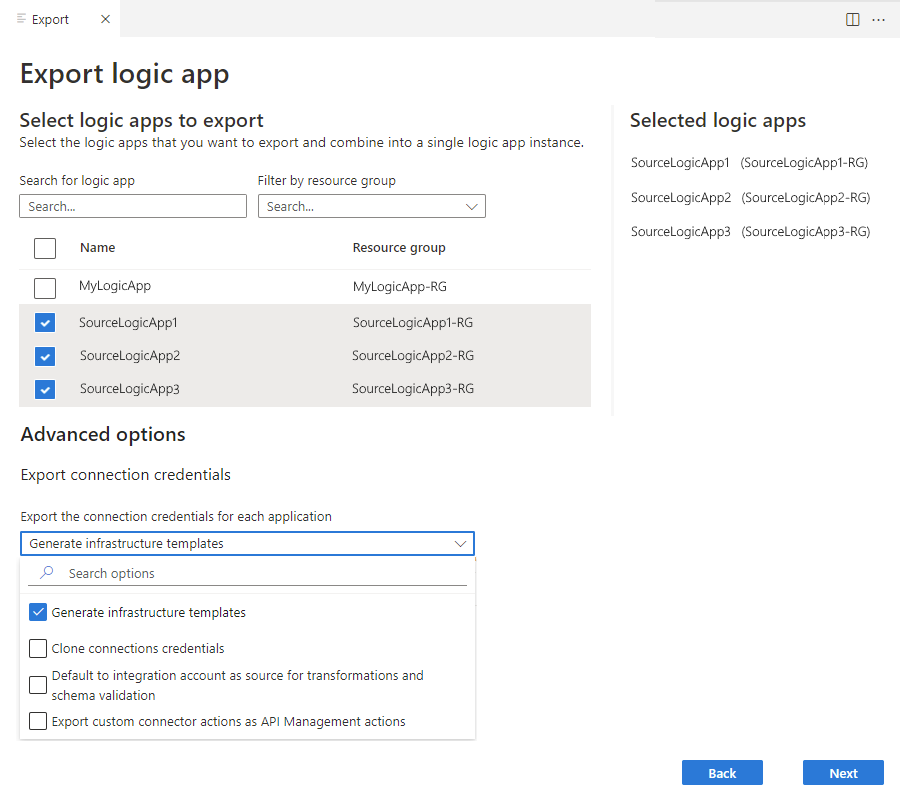 Export
Export logic app
Select logic apps to export
Select the logic apps that you want to export and combine into a single logic app instance.
Search for logic app
Filter by resource group
Search...
Search...
Name
Resource group
MyLogicApp
MyLogicApp-RG
SourceLogicApp1
SourceLogicApp1-RG
SourceLogicApp2
SourceLogicApp2-RG
SourceLogicApp3
SourceLogicApp3-RG
Selected logic apps
SourceLogicApp1 (SourceLogicApp1-RG)
SourceLogicApp2 (SourceLogicApp2-RG)
SourceLogicApp3 (SourceLogicApp3-RG)
Advanced options
Export connection credentials
Export the connection credentials for each application
Generate infrastructure templates
Search options
Generate infrastructure templates
Clone connections credentials
Default to integration account as source for transformations and
schema validation
Export custom connector actions as API Management actions
Back
Next